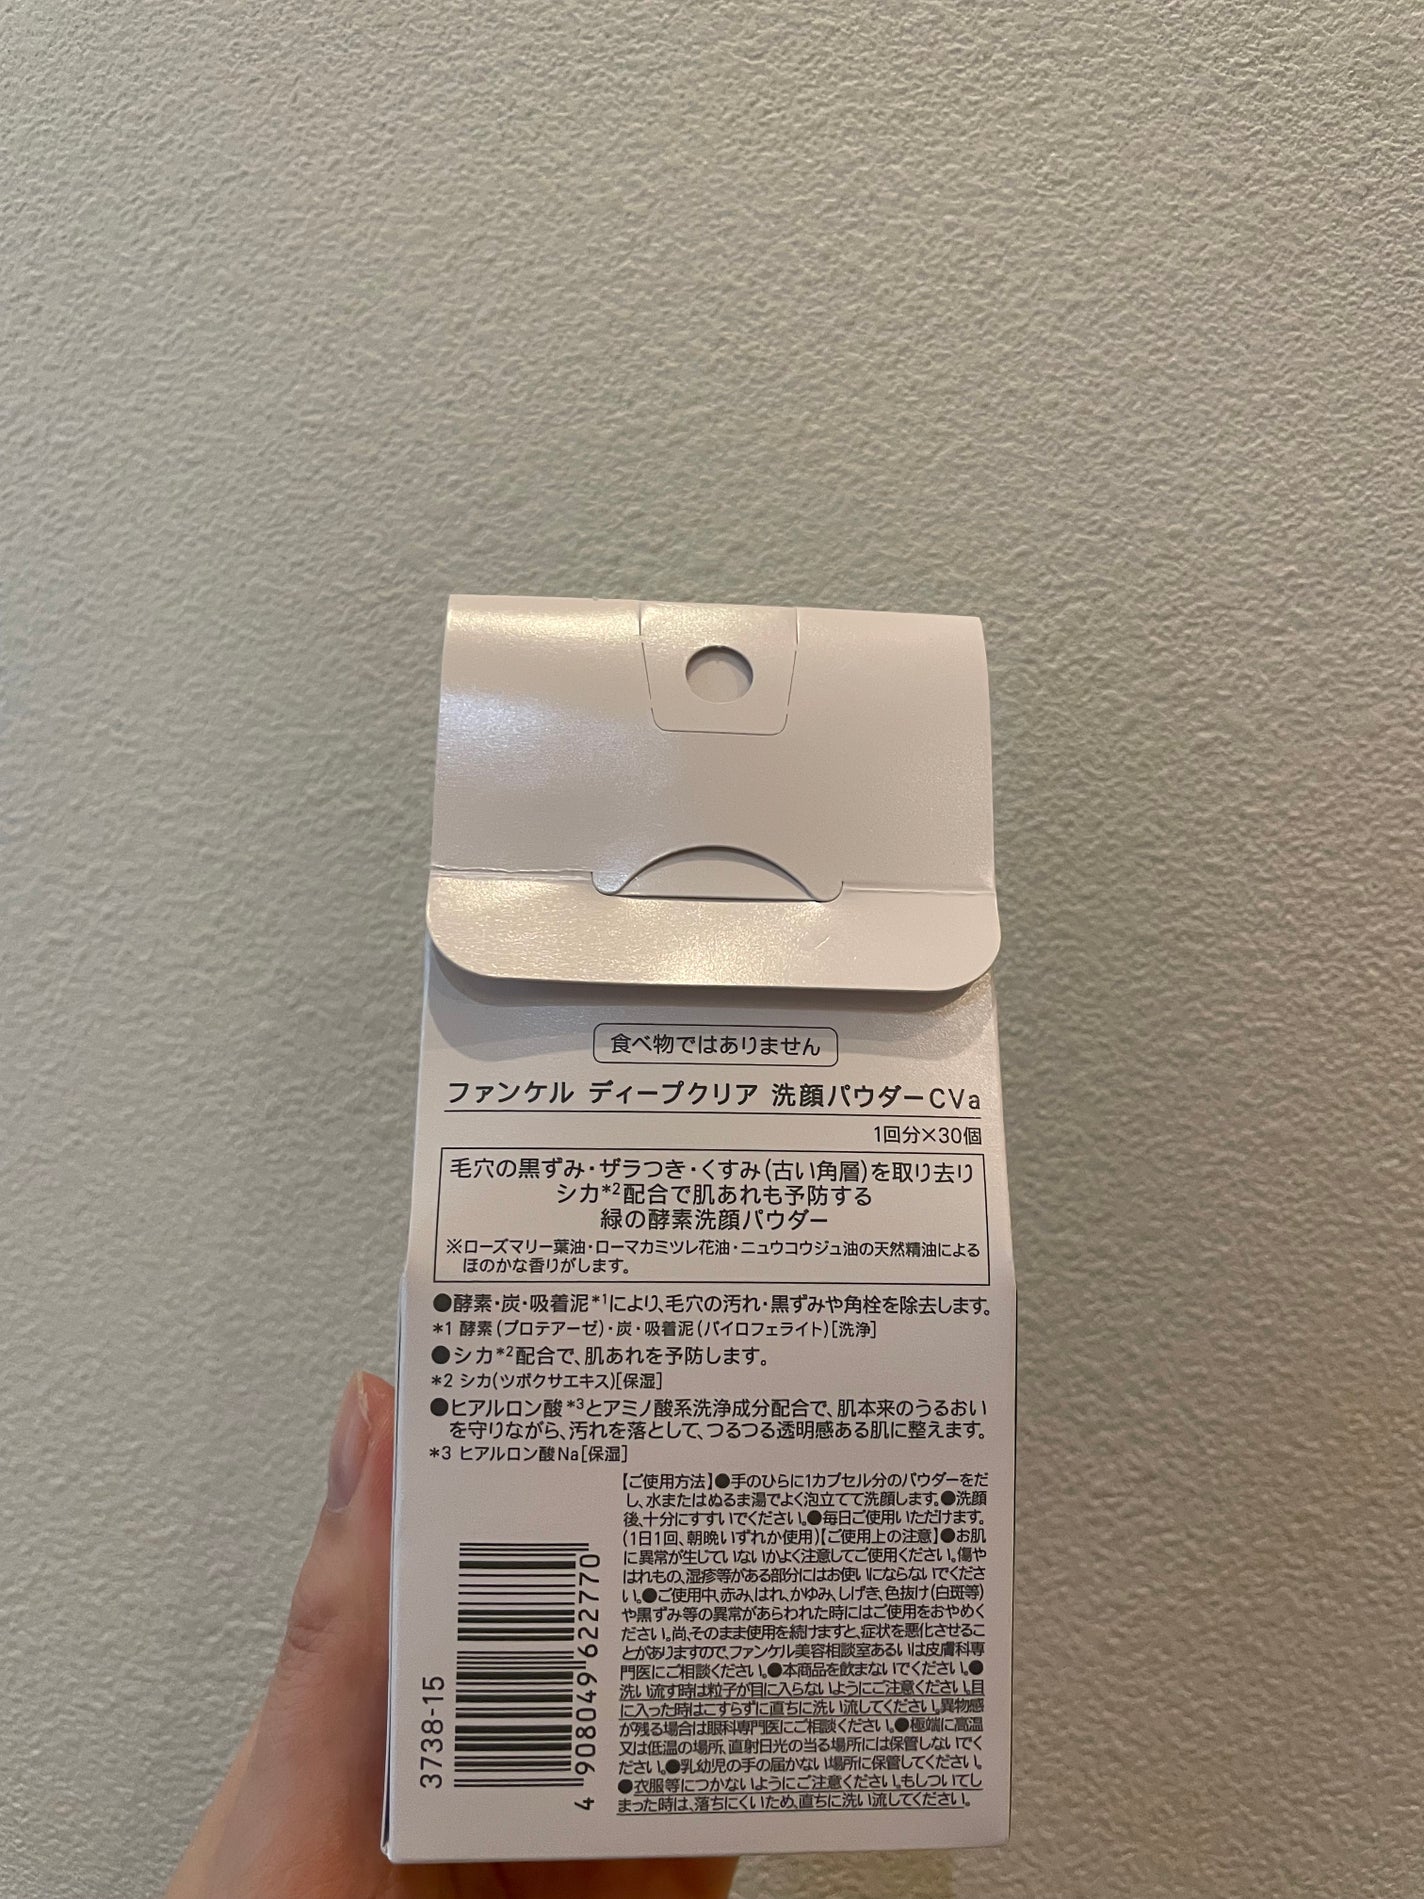 食べ物ではありません
ファンケル ディープクリア 洗顔パウダーCVa
1回分×30個
毛穴の黒ずみ・ザラつき・くすみ(古い角層)を取り去り
シカ*2配合で肌あれも予防する
緑の酵素洗顔パウダー
※ローズマリー葉油・ローマカミツレ花油・ニュウコウジュ油の天然精油による
ほのかな香りがします。
●酵素・炭・吸着泥*1により、毛穴の汚れ・黒ずみや角栓を除去します。
*1 酵素(プロテアーゼ)・炭・吸着泥(パイロフェライト)[洗浄]
●シカ*2配合で、肌あれを予防します。
*2 シカ(ツボクサエキス)[保湿]
●ヒアルロン酸*3とアミノ酸系洗浄成分配合で、肌本来のうるおい
を守りながら、汚れを落として、つるつる透明感ある肌に整えます。
*3 ヒアルロン酸Na[保湿]
【ご使用方法】●手のひらに1カプセル分のパウダーをだ
し、水またはぬるま湯でよく泡立てて洗顔します。●洗顔
後、十分にすすいでください。●毎日ご使用いただけます。
(1日1回、朝晩いずれか使用)【ご使用上の注意】●お肌
に異常が生じていないかよく注意してご使用ください。傷や
はれもの、湿疹等がある部分にはお使いにならないでくださ
い。●ご使用中、赤み、はれ、かゆみ、しげき、色抜け(白斑等)
や黒ずみ等の異常があらわれた時にはご使用をおやめく
ださい。尚、そのまま使用を続けますと、症状を悪化させるこ
とがありますので、ファンケル美容相談室あるいは皮膚科専
門医にご相談ください。●本商品を飲まないでください。●
洗い流す時は粒子が目に入らないようにご注意ください。目
に入った時はこすらずに直ちに洗い流してください。異物感
が残る場合は眼科専門医にご相談ください。●極端に高温
又は低温の場所、直射日光の当る場所には保管しないでく
ださい。●乳幼児の手の届かない場所に保管してください。
●衣服等につかないようにご注意ください。もしついてし
まった時は、落ちにくいため、直ちに洗い流してください。
3738-15
4 908049 622770